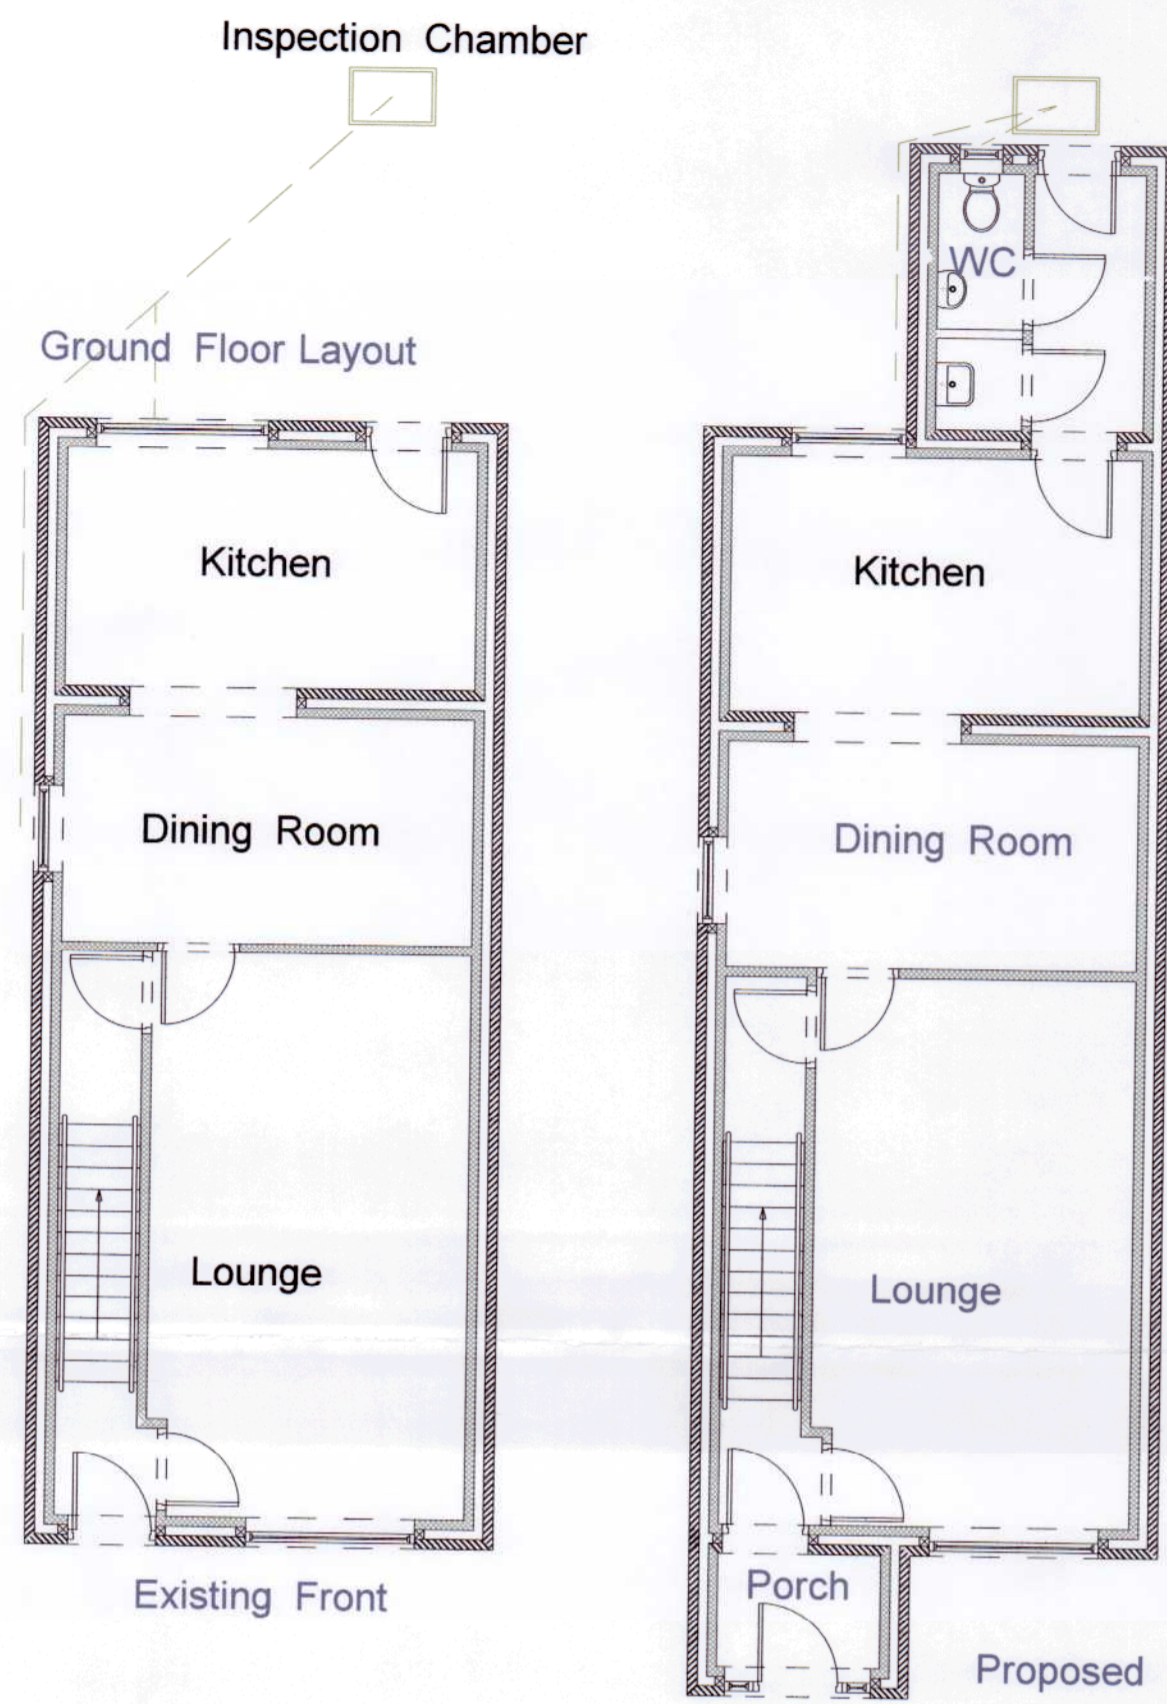 Inspection Chamber
Ground Floor Layout
Kitchen
Dining Room
Lounge
Existing Front
WC
Kitchen
Dining Room
Lounge
Porch
Proposed